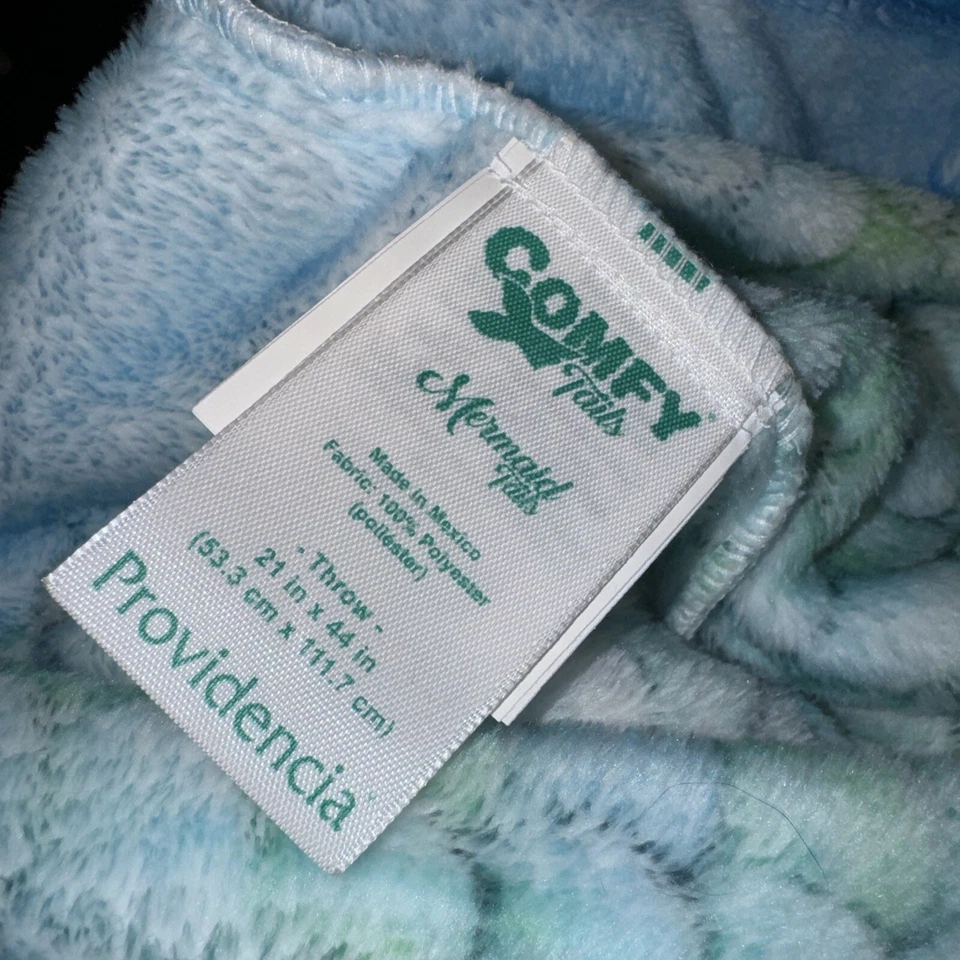 COMFY
Tails
Mermaid
Tails
Made in Mexico
Fabric: 100% Polyester
(poliester)
- Throw -
21 in x 44 in
(53.3 cm x 111.7 cm)
Providencia